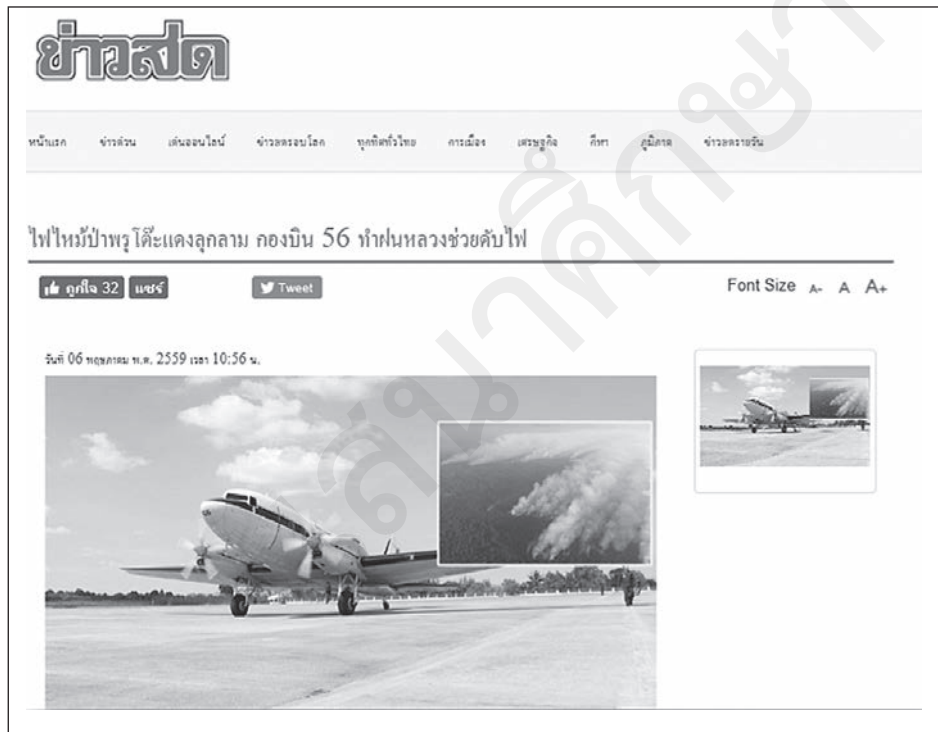 ข่าวสด
หน้าแรก ข่าวด่วน เด่นออนไลน์ ข่าวสดรอบโลก ทุกทิศทั่วไทย การเมือง เศรษฐกิจ กีฬา ภูมิภาค ข่าวสดรายวัน
ไฟไหม้ป่าพรุโต๊ะแดงลุกลาม กองบิน 56 ทำฝนหลวงช่วยดับไฟ
ถูกใจ 32 แชร์ Tweet Font Size A- A A+
วันที่ 06 พฤษภาคม พ.ศ. 2559 เวลา 10:56 น.